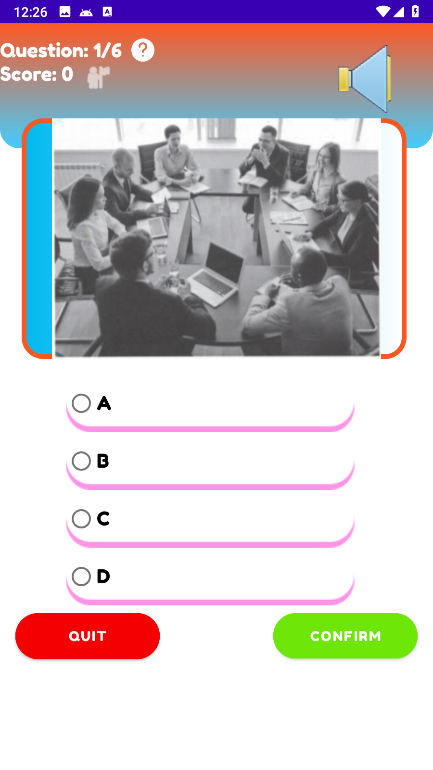 12:26
Question: 1/6 ?
Score: 0
A
B
C
D
QUIT
CONFIRM